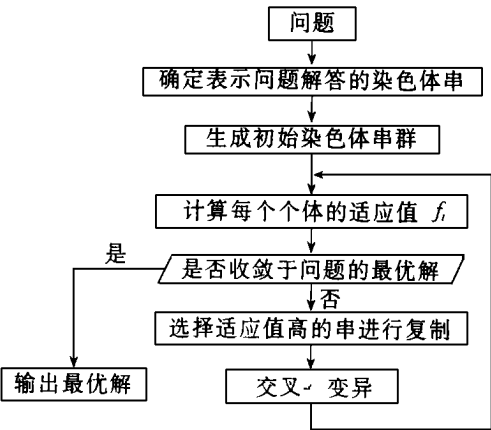 问题
确定表示问题解答的染色体串
生成初始染色体串群
计算每个个体的适应值 fᵢ
是
是否收敛于问题的最优解
否
选择适应值高的串进行复制
输出最优解
交叉 变异